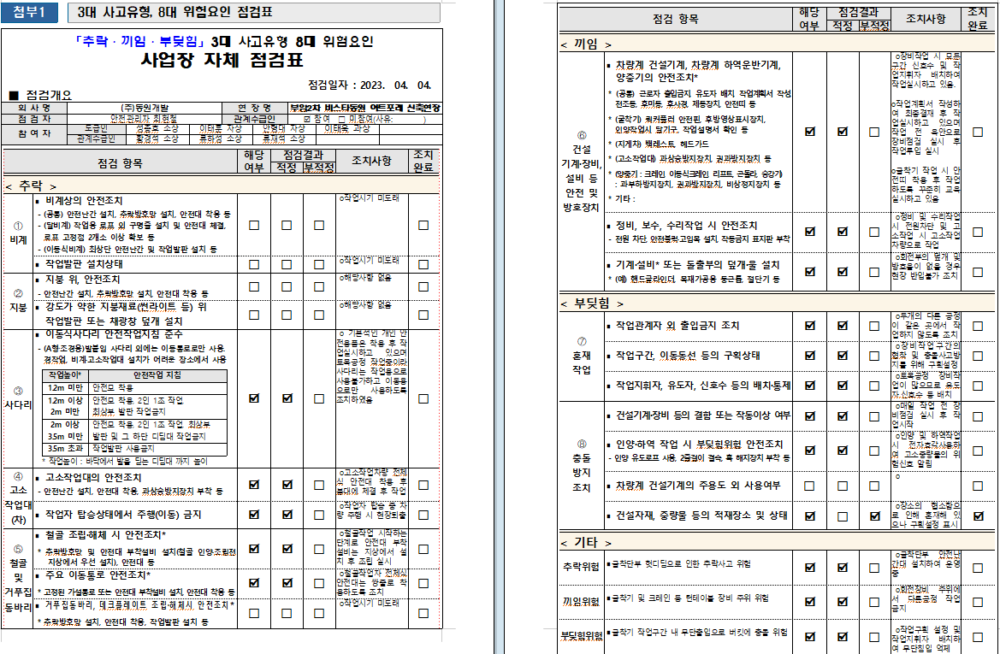 첨부1
3대 사고유형, 8대 위험요인 점검표
「추락 · 끼임 · 부딪힘」 3대 사고유형 8대 위험요인
사업장 자체 점검표
점검일자 : 2023. 04. 04.
■ 점검개요
회 사 명 (주)동원개발 현 장 명 비스타동원 아트포레 신축현장
점 검 자 안전관리자 관계수급인 ☑ 참여 ☐ 미참여(사유: )
참 여 자 도급인 성종호 소장 이태훈 차장 안형태 차장 과장
관계수급인 황경섭 소장 류하성 소장 류재석 소장
점검 항목 해당 여부 점검결과 적정 부적정 조치사항 조치 완료
< 추락 >
① 비계
▪ 비계상의 안전조치
- (공통) 안전난간 설치, 추락방호망 설치, 안전대 착용 등
- (달비계) 작업용 로프 외 구명줄 설치 및 안전대 체결,
로프 고정점 2개소 이상 확보 등
- (이동식비계) 최상단 안전난간 및 작업발판 설치 등
☐ ☐ ☐ o작업시기 미도래 ☐
▪ 작업발판 설치상태 ☐ ☐ ☐ o작업시기 미도래 ☐
② 지붕
▪ 지붕 위, 안전조치
- 안전난간 설치, 추락방호망 설치, 안전대 착용 등
☐ ☐ ☐ o해당사항 없음 ☐
▪ 강도가 약한 지붕재료(썬라이트 등) 위
작업발판 또는 채광창 덮개 설치
☐ ☐ ☐ o해당사항 없음 ☐
③ 사다리
▪ 이동식사다리 안전작업지침 준수
- (A형·조경용)발붙임 사다리 외에는 이동통로로만 사용.
경작업, 비계·고소작업대 설치가 어려운 장소에서 사용
작업높이* 안전작업 지침
1.2m 미만 안전모 착용
1.2m 이상 2m 미만 안전모 착용, 2인 1조 작업,
최상부 발판 작업금지
2m 이상 3.5m 미만 안전모 착용, 2인 1조 작업, 최상부
발판 및 그 하단 디딤대 작업금지
3.5m 초과 작업발판 사용금지
* 작업높이 : 바닥에서 발을 딛는 디딤대 까지 높이
☑ ☑ ☐ ☐
o 기본적인 개인 안
전용품은 착용 후 작
업실시하고 있으며
토목공정 작업중이라
사다리는 작업용으로
사용불가하고 이동용
으로만 사용하도록
조치하였음
④ 고소 작업대 (차)
▪ 고소작업대의 안전조치
- 안전난간 설치, 안전대 착용, 과상승방지장치 부착 등
☑ ☑ ☐ ☐
o고소작업차량 전체
식 안전대 착용 후
붐대에 체결 후 작업
▪ 작업자 탑승상태에서 주행(이동) 금지 ☑ ☑ ☐ ☐
o작업자 탑승 중 차
량 주행 시 현장퇴출
⑤ 철골 및 거푸집 동바리
▪ 철골 조립·해체 시 안전조치*
* 추락방호망 및 안전대 부착설비 설치(철골 인양·조립전
지상에서 우선 설치), 안전대 등
☑ ☑ ☐ ☐
o철골작업 시작하는
단계로 안전대 부착
설비는 지상에서 설
치 후 조립 실시
▪ 주요 이동통로 안전조치*
* 고정된 가설통로 또는 안전대 부착설비 설치, 안전대 착용 등
☑ ☑ ☐ ☐
o철골작업자 전체식
안전대는 쌍줄로 착
용하도록 조치
▪ 거푸집동바리, 데크플레이트 조립·해체시 안전조치*
* 추락방호망 설치, 안전대 착용, 작업발판 설치 등
☐ ☐ ☐ o작업시기 미도래 ☐
점검 항목 해당 여부 점검결과 적정 부적정 조치사항 조치 완료
< 끼임 >
⑥ 건설 기계·장비, 설비 등 안전 및 방호장치
▪ 차량계 건설기계, 차량계 하역운반기계,
양중기의 안전조치*
* (공통) 근로자 출입금지, 유도자 배치, 작업계획서 작성
전조등, 후미등, 후사경, 제동장치, 안전띠 등
* (굴착기) 퀵커플러 안전핀, 후방영상표시장치,
인양작업시 달기구, 작업설명서 확인 등
* (지게차) 백레스트, 헤드가드
* (고소작업대) 과상승방지장치, 권과방지장치 등
* (양중기 : 크레인, 이동식크레인, 리프트, 곤돌라, 승강기)
: 과부하방지장치, 권과방지장치, 비상정지장치 등
* 기타 :
☑ ☑ ☐ ☐
o장비작업 시 모든
구간 신호수 및 작
업지휘자 배치하여
작업실시하고 있음.
o작업계획서 작성하
여 최종결재 후 작
업실시하고 있으며
작업 전 육안으로
장비점검 실시 후
작업투입 실시
o굴착기 작업 시 안
전띠 착용 후 작업
하도록 꾸준히 교육
실시하고 있음
▪ 정비, 보수, 수리작업 시 안전조치
- 전원 차단, 안전블럭·고임목 설치, 작동금지 표지판 부착
☑ ☑ ☐ ☐
o정비 및 수리작업
시 전원차단 및 고
소작업 시 고소작업
차량으로 작업
▪ 기계·설비* 또는 돌출부의 덮개·울 설치
* (예) 핸드글라인더, 목재가공용 둥근톱, 절단기 등
☑ ☑ ☐ ☐
o회전부의 덮개 및
방호울이 없을 경우
현장 반입불가 조치
< 부딪힘 >
⑦ 혼재 작업
▪ 작업관계자 외 출입금지 조치 ☑ ☑ ☐ ☐
o두개의 다른 공정
이 같은 곳에서 작
업하지 않도록 조치
▪ 작업구간, 이동동선 등의 구획상태 ☑ ☑ ☐ ☐
o장비작업구간의
협착 및 충돌사고방
지를 위해 구획설정
▪ 작업지휘자, 유도자, 신호수 등의 배치·통제 ☑ ☑ ☐ ☐
o토목공정 장비작
업이 많으므로 유도
자,신호수 등 배치
⑧ 충돌 방지 조치
▪ 건설기계·장비 등의 결함 또는 작동이상 여부 ☑ ☑ ☐ ☐
o매일 작업 전 장
비점검 실시 후 작
업시작
▪ 인양·하역 작업 시 부딪힘위험 안전조치
- 인양 유도로프 사용, 2줄걸이 결속, 훅 해지장치 부착 등
☑ ☑ ☐ ☐
o인양 및 하역작업
시 전자호각사용하
여 고소중량물의 위
험신호 알림
▪ 차량계 건설기계의 주용도 외 사용여부 ☐ ☐ ☐ o ☐
▪ 건설자재, 중량물 등의 적재장소 및 상태 ☑ ☐ ☑ ☑
o장소의 협소함으
로 인해 혼재해 있
으나 구획설정 표시
< 기타 >
추락위험 ▪굴착단부 헛디딤으로 인한 추락사고 위험 ☑ ☑ ☐ ☐
o굴착단부 안전난
간대 설치하여 운영
중
끼임위험 ▪굴착기 및 크레인 등 턴테이블 장비 주위 위험 ☑ ☑ ☐ ☐
o회전장비 주위에
서 다른공정 작업
금지
부딪힘위험 ▪굴착기 작업구간 내 무단출입으로 버킷에 충돌 위험 ☑ ☑ ☐ ☐
o작업구획 설정 및
작업지휘자 배치하
여 무단침입 억제